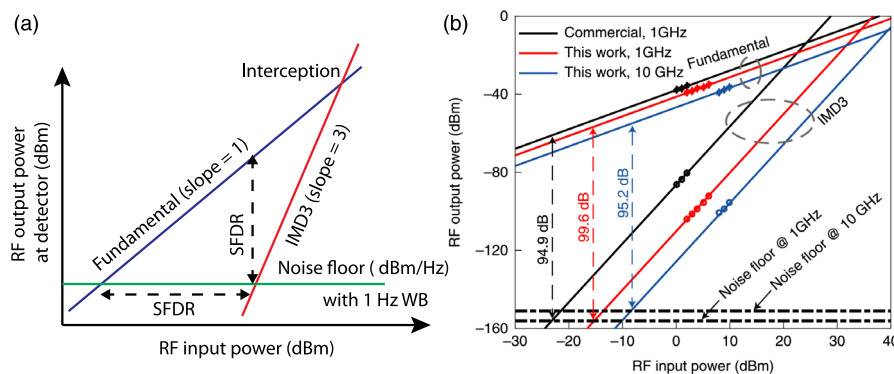 (a)
RF output power
at detector (dBm)
Interception
Fundamental (slope = 1)
SFDR
IMD3 (slope = 3)
Noise floor ( dBm/Hz)
SFDR
with 1 Hz WB
RF input power (dBm)
(b)
RF output power (dBm)
0
−40
−80
−120
−160
Commercial, 1GHz
This work, 1GHz
This work, 10 GHz
Fundamental
IMD3
94.9 dB
99.6 dB
95.2 dB
Noise floor @ 1GHz
Noise floor @ 10 GHz
−30
−20
−10
0
10
20
30
40
RF input power (dBm)